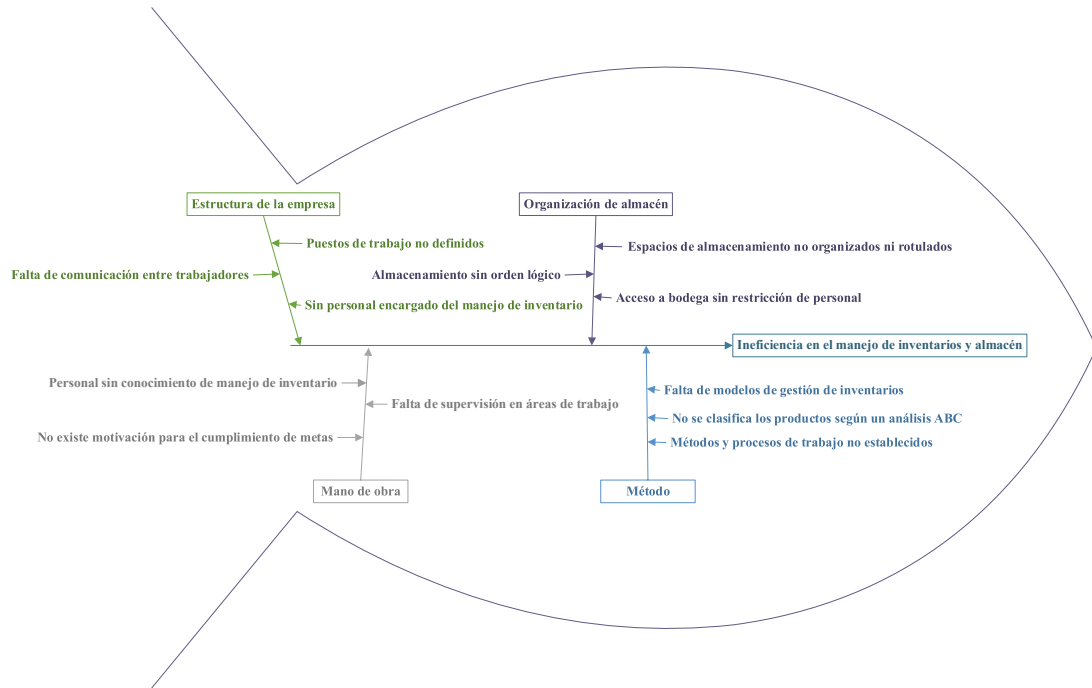 Estructura de la empresa
Organización de almacén
Puestos de trabajo no definidos
Espacios de almacenamiento no organizados ni rotulados
Falta de comunicación entre trabajadores
Almacenamiento sin orden lógico
Sin personal encargado del manejo de inventario
Acceso a bodega sin restricción de personal
Ineficiencia en el manejo de inventarios y almacén
Personal sin conocimiento de manejo de inventario
Falta de modelos de gestión de inventarios
Falta de supervisión en áreas de trabajo
No se clasifica los productos según un análisis ABC
No existe motivación para el cumplimiento de metas
Métodos y procesos de trabajo no establecidos
Mano de obra
Método